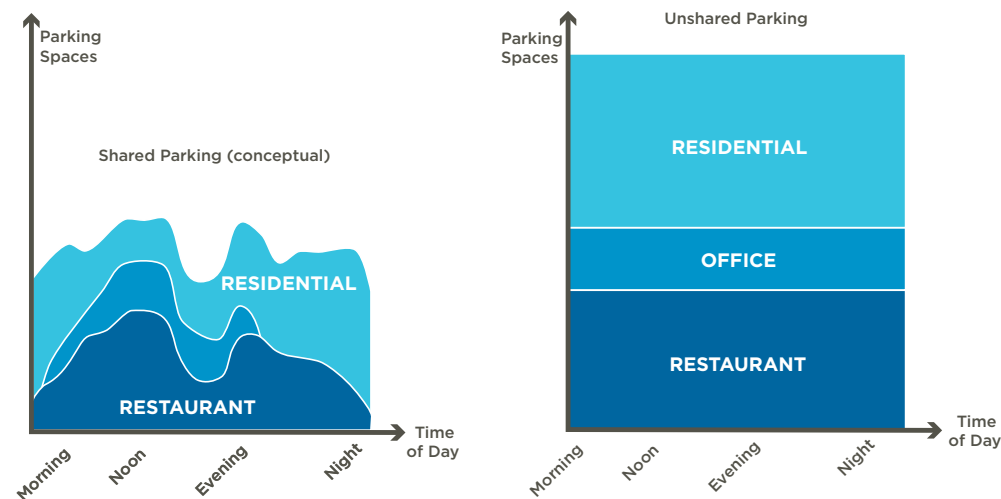 Parking
Spaces
Shared Parking (conceptual)
RESIDENTIAL
RESTAURANT
Time
of Day
Morning
Noon
Evening
Night
Unshared Parking
Parking
Spaces
RESIDENTIAL
OFFICE
RESTAURANT
Time
of Day
Morning
Noon
Evening
Night